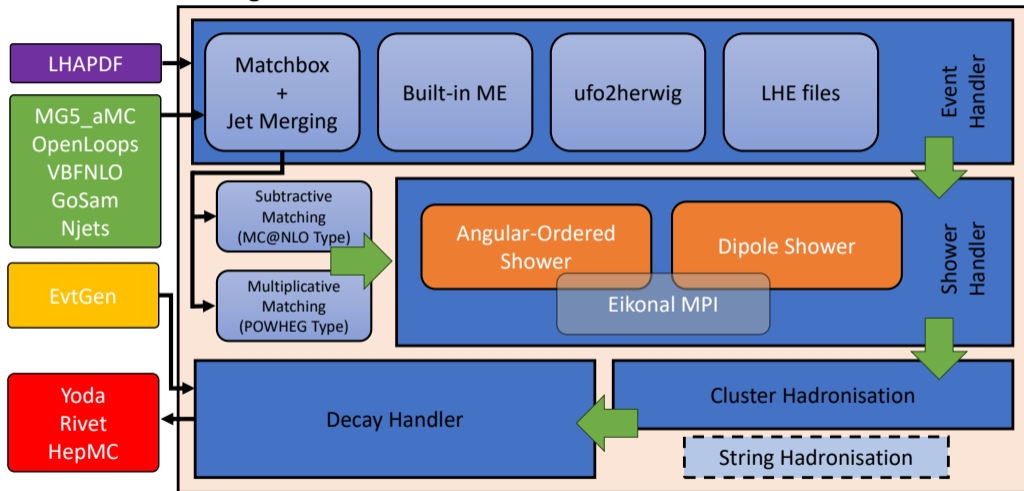 LHAPDF
MG5_aMC
OpenLoops
VBFNLO
GoSam
Njets
EvtGen
Yoda
Rivet
HepMC
Matchbox
+
Jet Merging
Built-in ME
ufo2herwig
LHE files
Event
Handler
Subtractive
Matching
(MC@NLO Type)
Multiplicative
Matching
(POWHEG Type)
Angular-Ordered
Shower
Dipole Shower
Eikonal MPI
Shower
Handler
Decay Handler
Cluster Hadronisation
String Hadronisation